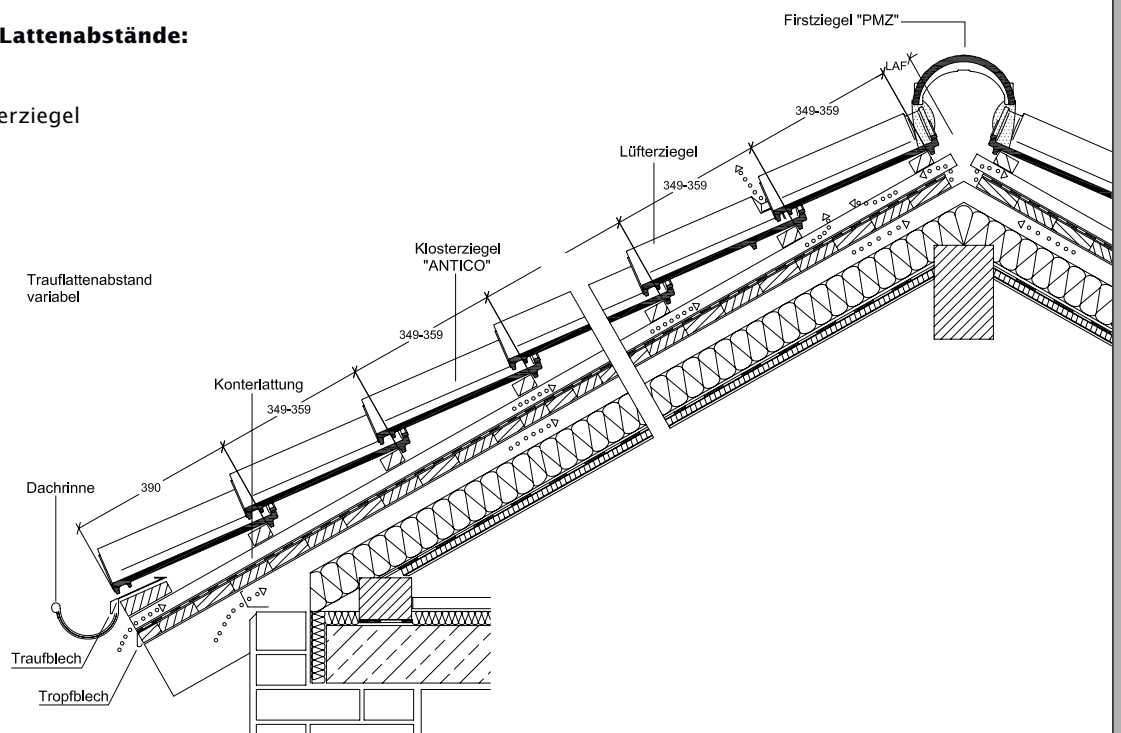 Lattenabstände:
erziegel
Firstziegel "PMZ"
LAF
349-359
Lüfterziegel
349-359
Klosterziegel
"ANTICO"
Trauflattenabstand
variabel
349-359
Konterlattung
349-359
Dachrinne
390
Traufblech
Tropfblech